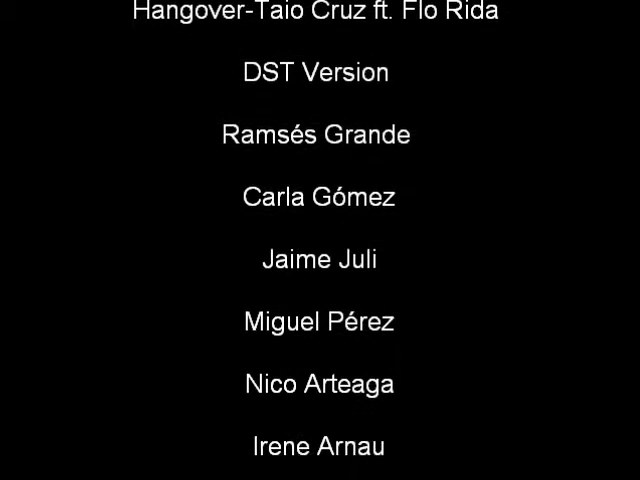 Hangover-Taio Cruz ft. Flo Rida
DST Version
Ramsés Grande
Carla Gómez
Jaime Juli
Miguel Pérez
Nico Arteaga
Irene Arnau